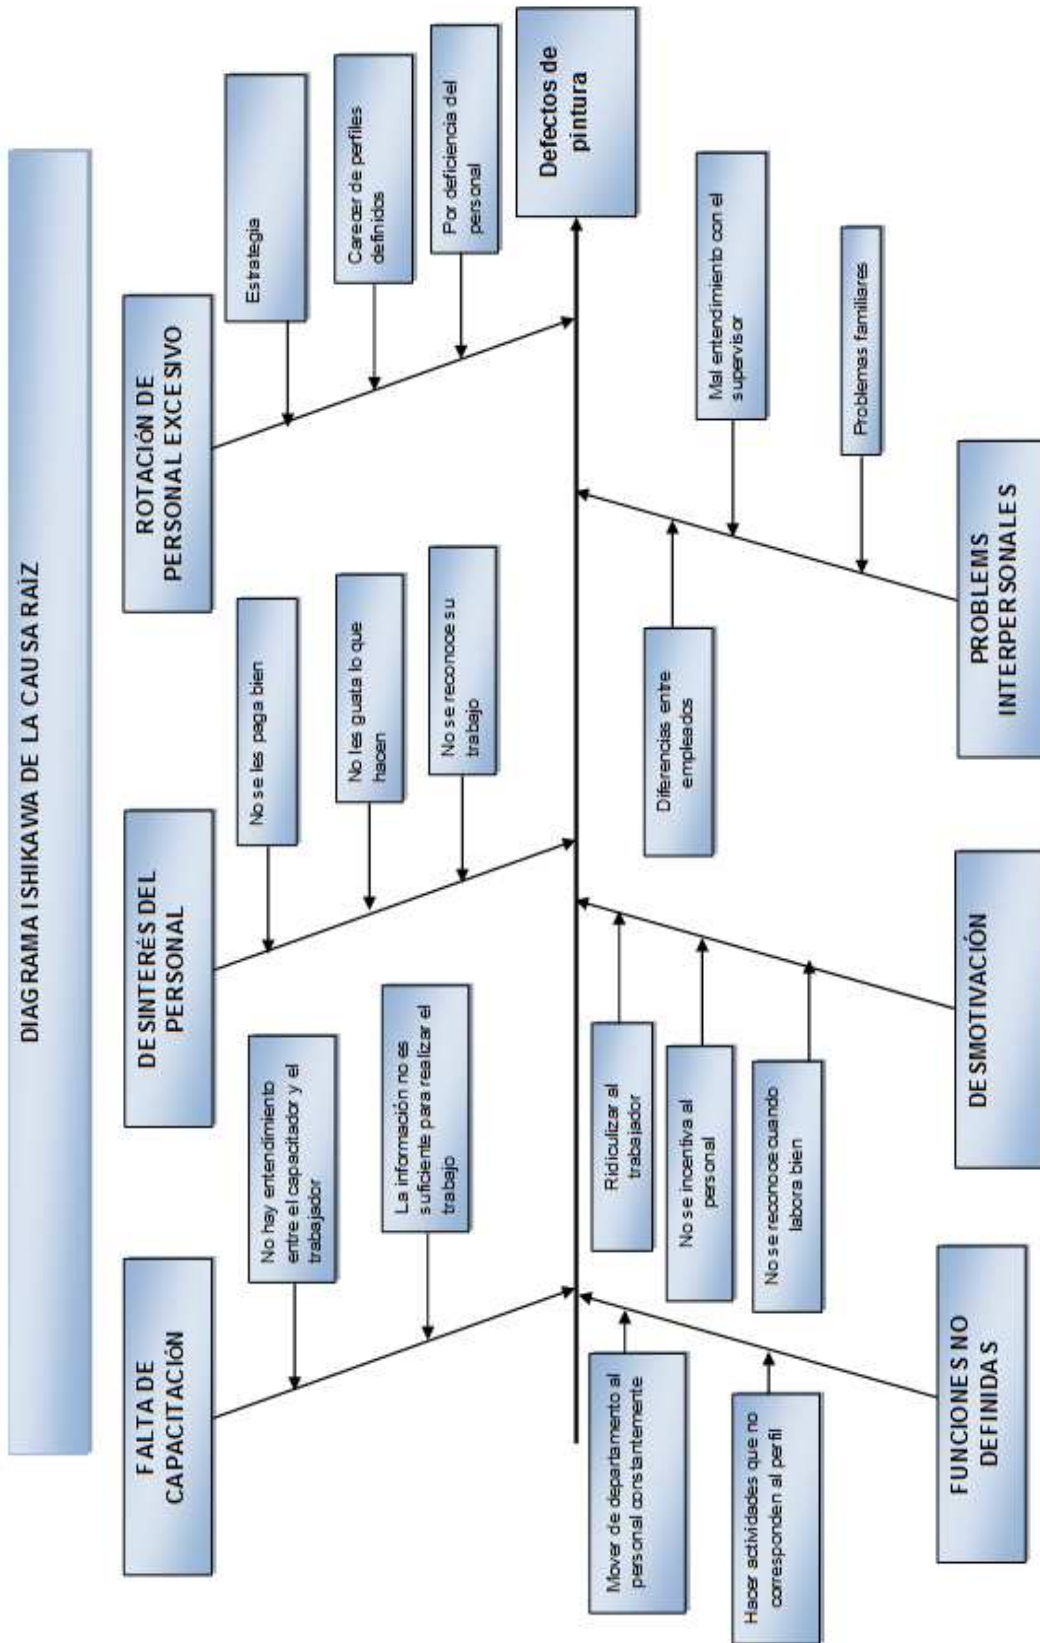 DIAGRAMA ISHIKAWA DE LA CAUSA RAÍZ
FALTA DE
CAPACITACIÓN
DESINTERÉS DEL
PERSONAL
ROTACIÓN DE
PERSONAL EXCESIVO
No hay entendimiento
entre el capacitador y el
trabajador
La información no es
suficiente para realizar el
trabajo
No se les paga bien
No les guata lo que
hacen
No se reconoce su
trabajo
Estrategia
Carecer de perfiles
definidos
Por deficiencia del
personal
Defectos de
pintura
Mover de departamento al
personal constantemente
Hacer actividades que no
corresponden al perfil
Ridiculizar al
trabajador
No se incentiva al
personal
No se reconoce cuando
labora bien
Diferencias entre
empleados
Mal entendimiento con el
supervisor
Problemas familiares
FUNCIONES NO
DEFINIDAS
DESMOTIVACIÓN
PROBLEMS
INTERPERSONALES